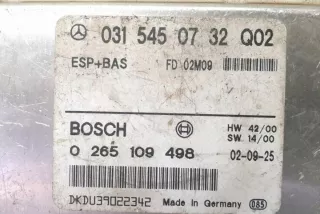 031 545 07 32 Q02
ESP+BAS FD 02M09
BOSCH HW 42/00
SW 14/00
0 265 109 498 02-09-25
DKDU39022342 Made in Germany 085